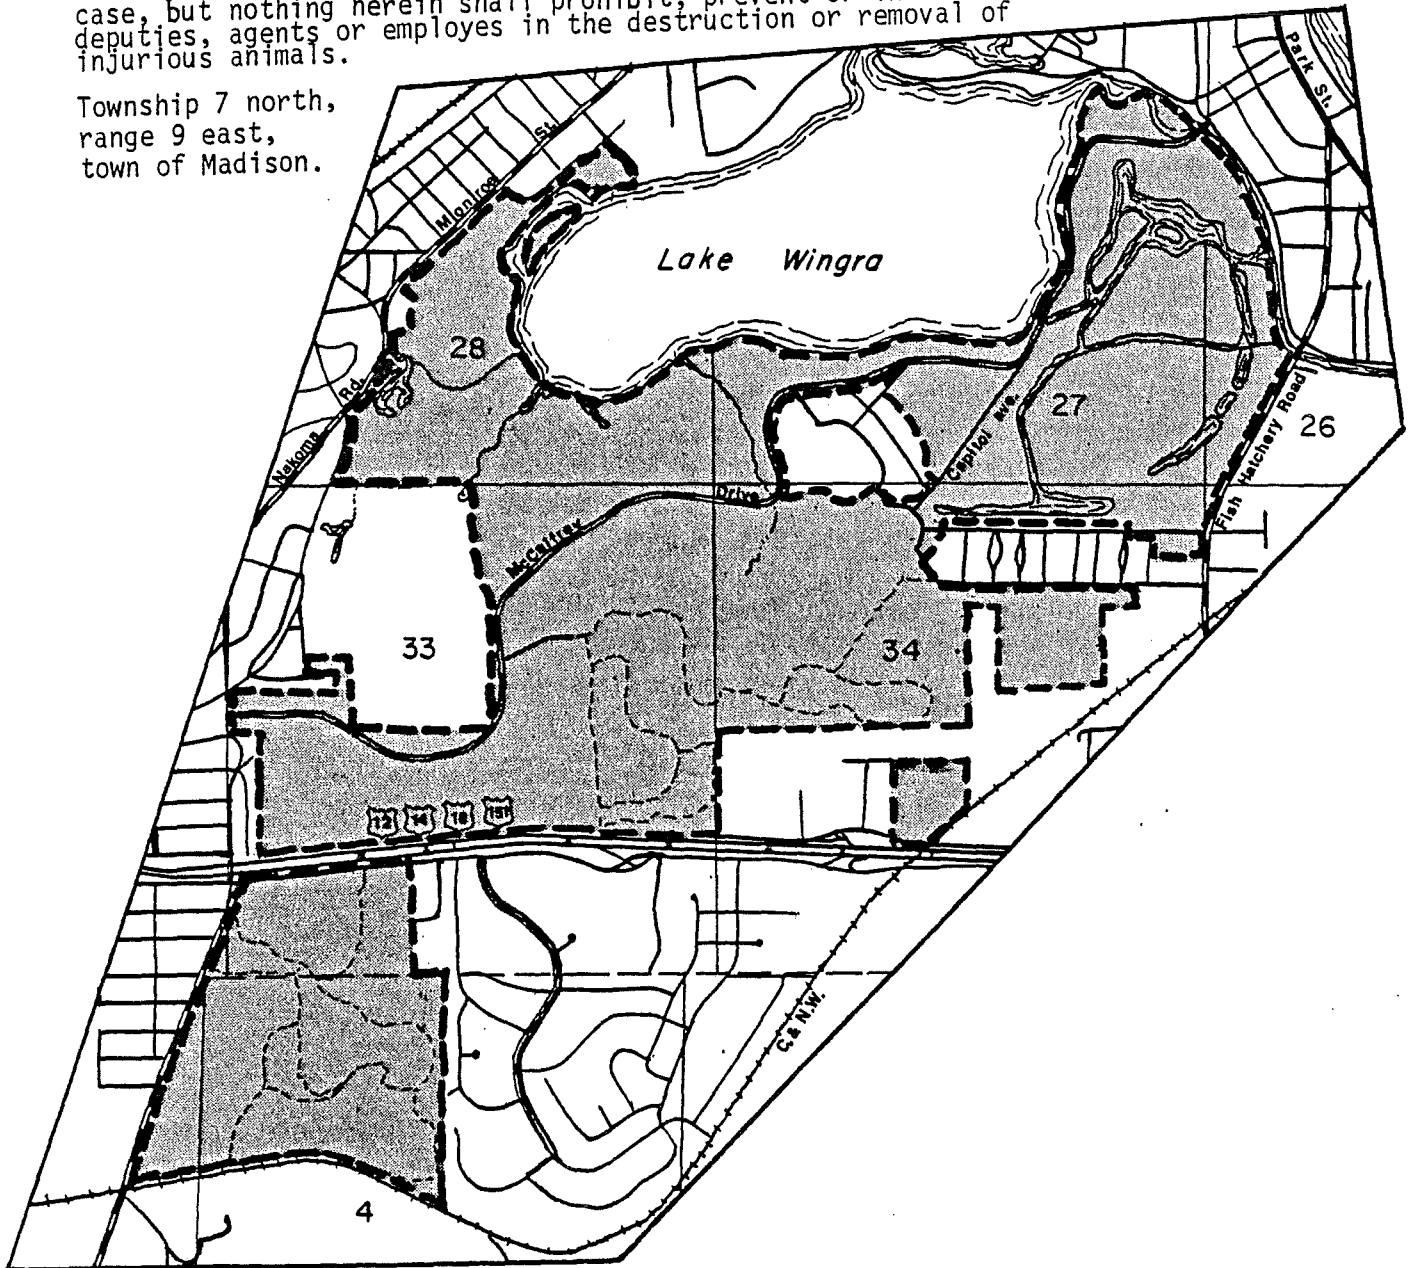 case, but nothing herein shall prohibit, prevent or
deputies, agents or employes in the destruction or removal of
injurious animals.
Township 7 north,
range 9 east,
town of Madison.
Park St.
Monroe St.
Lake Wingra
28
Nakoma Rd.
Capitol ave.
27
Fish Hatchery Road
26
McCaffrey Drive
33
34
12 14 18 151
C. & N.W.
4